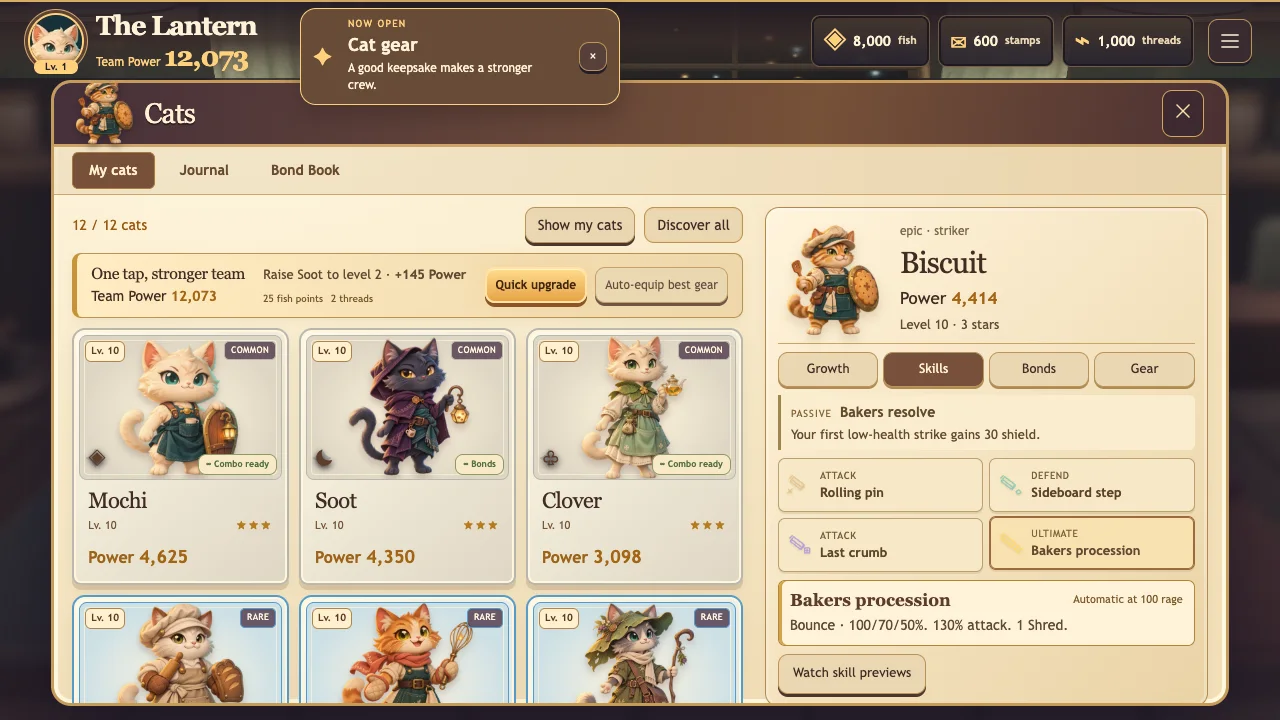 The Lantern
Team Power 12,073
Lv. 1
NOW OPEN
Cat gear
A good keepsake makes a stronger
crew.
×
8,000 fish
600 stamps
1,000 threads
Cats
My cats
Journal
Bond Book
12 / 12 cats
Show my cats
Discover all
One tap, stronger team
Team Power 12,073
Raise Soot to level 2 · +145 Power
25 fish points 2 threads
Quick upgrade
Auto-equip best gear
Lv. 10
COMMON
Combo ready
Mochi
Lv. 10
Power 4,625
Lv. 10
COMMON
Bonds
Soot
Lv. 10
Power 4,350
Lv. 10
COMMON
Combo ready
Clover
Lv. 10
Power 3,098
Lv. 10
RARE
Lv. 10
RARE
Lv. 10
RARE
epic · striker
Biscuit
Power 4,414
Level 10 · 3 stars
Growth
Skills
Bonds
Gear
PASSIVE Bakers resolve
Your first low-health strike gains 30 shield.
ATTACK
Rolling pin
DEFEND
Sideboard step
ATTACK
Last crumb
ULTIMATE
Bakers procession
Bakers procession
Automatic at 100 rage
Bounce · 100/70/50%. 130% attack. 1 Shred.
Watch skill previews